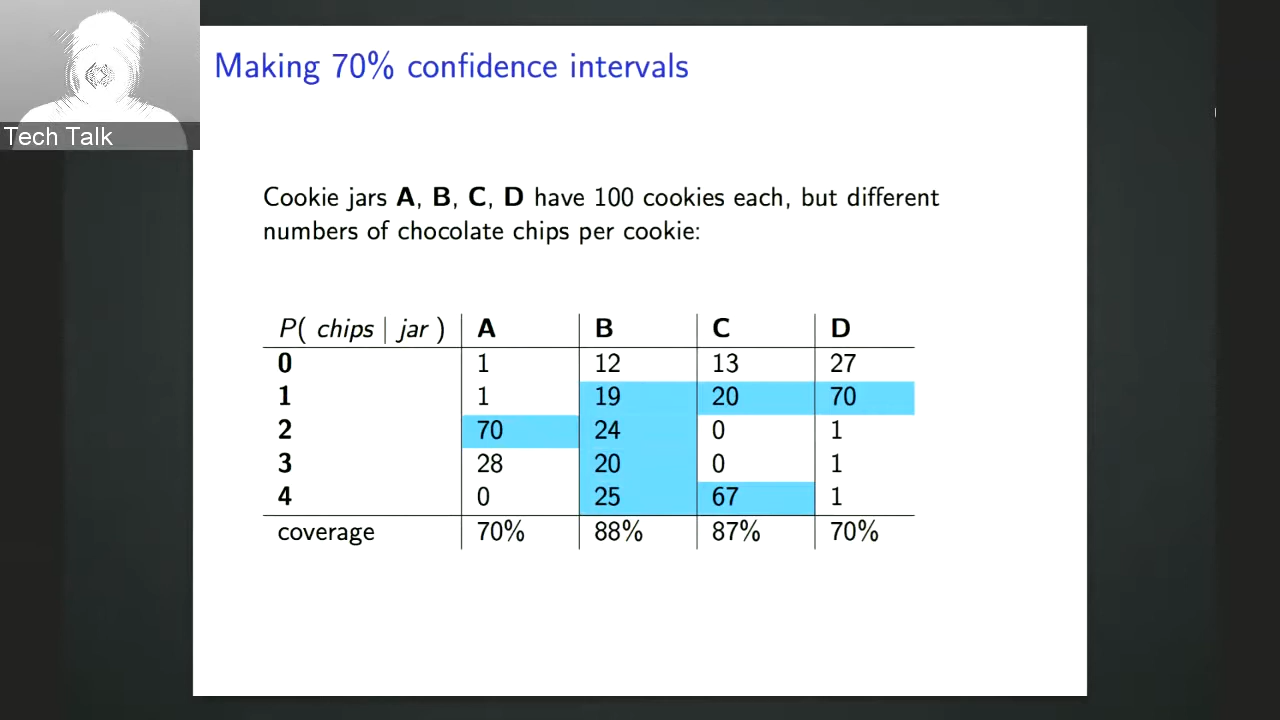 Tech Talk
Making 70% confidence intervals
Cookie jars A, B, C, D have 100 cookies each, but different
numbers of chocolate chips per cookie:
P( chips | jar ) A B C D
0 1 12 13 27
1 1 19 20 70
2 70 24 0 1
3 28 20 0 1
4 0 25 67 1
coverage 70% 88% 87% 70%